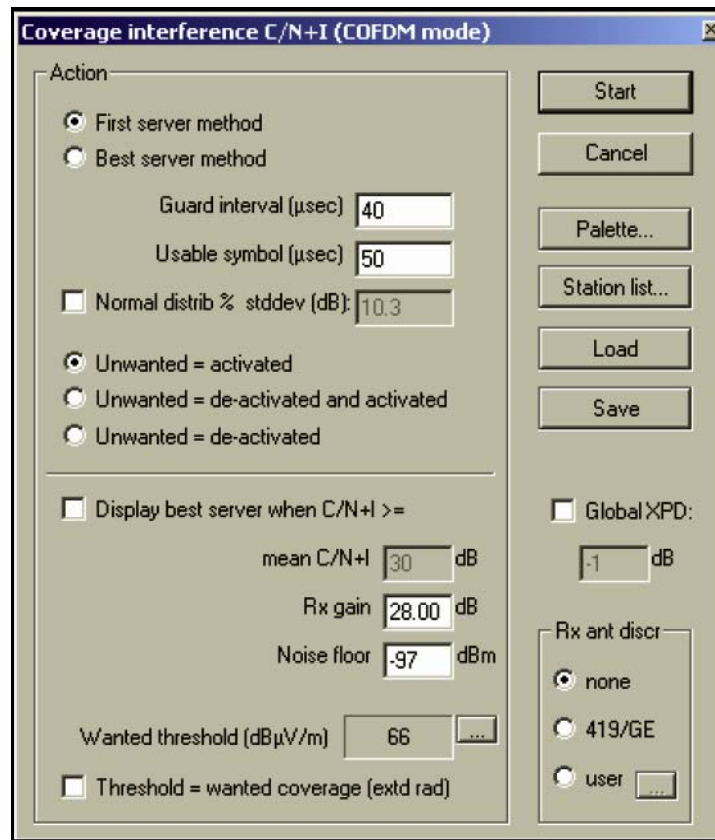 Coverage interference C/N+I (COFDM mode)
Action
First server method
Best server method
Guard interval (µsec) 40
Usable symbol (µsec) 50
Normal distrib % stddev (dB): 10.3
Unwanted = activated
Unwanted = de-activated and activated
Unwanted = de-activated
Display best server when C/N+I >=
mean C/N+I 30 dB
Rx gain 28.00 dB
Noise floor -97 dBm
Wanted threshold (dBµV/m) 66 ...
Threshold = wanted coverage (extd rad)
Start
Cancel
Palette...
Station list...
Load
Save
Global XPD:
-1 dB
Rx ant discr
none
419/GE
user ...